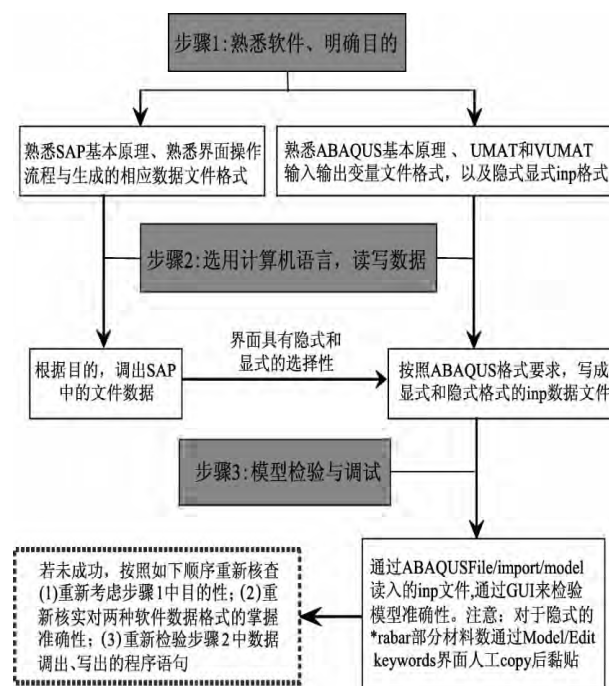 步骤1：熟悉软件、明确目的
熟悉SAP基本原理、熟悉界面操作
流程与生成的相应数据文件格式
熟悉ABAQUS基本原理 、 UMAT和VUMAT
输入输出变量文件格式，以及隐式显式inp格式
步骤2：选用计算机语言，读写数据
界面具有隐式和
显式的选择性
根据目的，调出SAP
中的文件数据
按照ABAQUS格式要求，写成
显式和隐式格式的inp数据文件
步骤3：模型检验与调试
若未成功，按照如下顺序重新核查
(1)重新考虑步骤1中目的性；(2)重
新核实对两种软件数据格式的掌握
准确性；(3)重新检验步骤2中数据
调出、写出的程序语句
通过ABAQUSFile/import/model
读入的inp文件,通过GUI来检验
模型准确性。注意：对于隐式的
*rabar部分材料数通过Model/Edit
keywords界面人工copy后黏贴